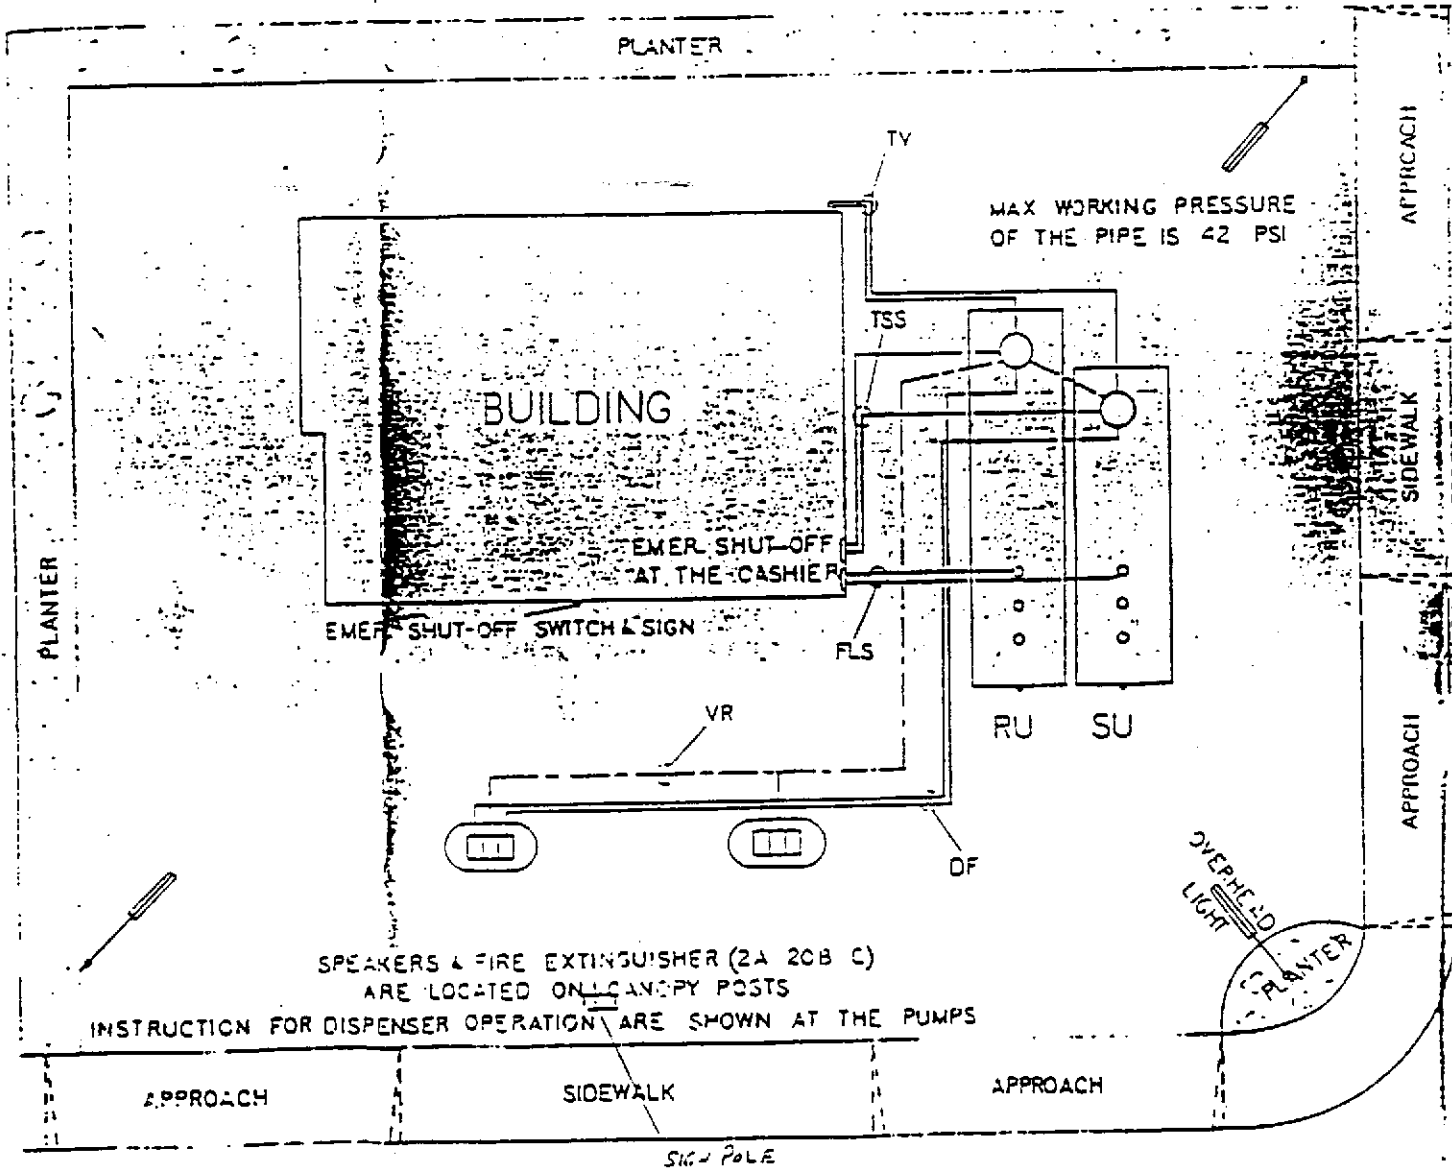 PLANTER
APPROACH
TV
MAX WORKING PRESSURE
OF THE PIPE IS 42 PSI
TSS
BUILDING
SIDEWALK
EMER SHUT-OFF
AT THE CASHIER
PLANTER
EMER SHUT-OFF SWITCH & SIGN
FLS
VR
RU SU
APPROACH
DF
OVERHEAD
LIGHT
PLANTER
SPEAKERS & FIRE EXTINGUISHER (2A 20B C)
ARE LOCATED ON CANOPY POSTS
INSTRUCTION FOR DISPENSER OPERATION ARE SHOWN AT THE PUMPS
APPROACH
SIDEWALK
APPROACH
SIGN POLE